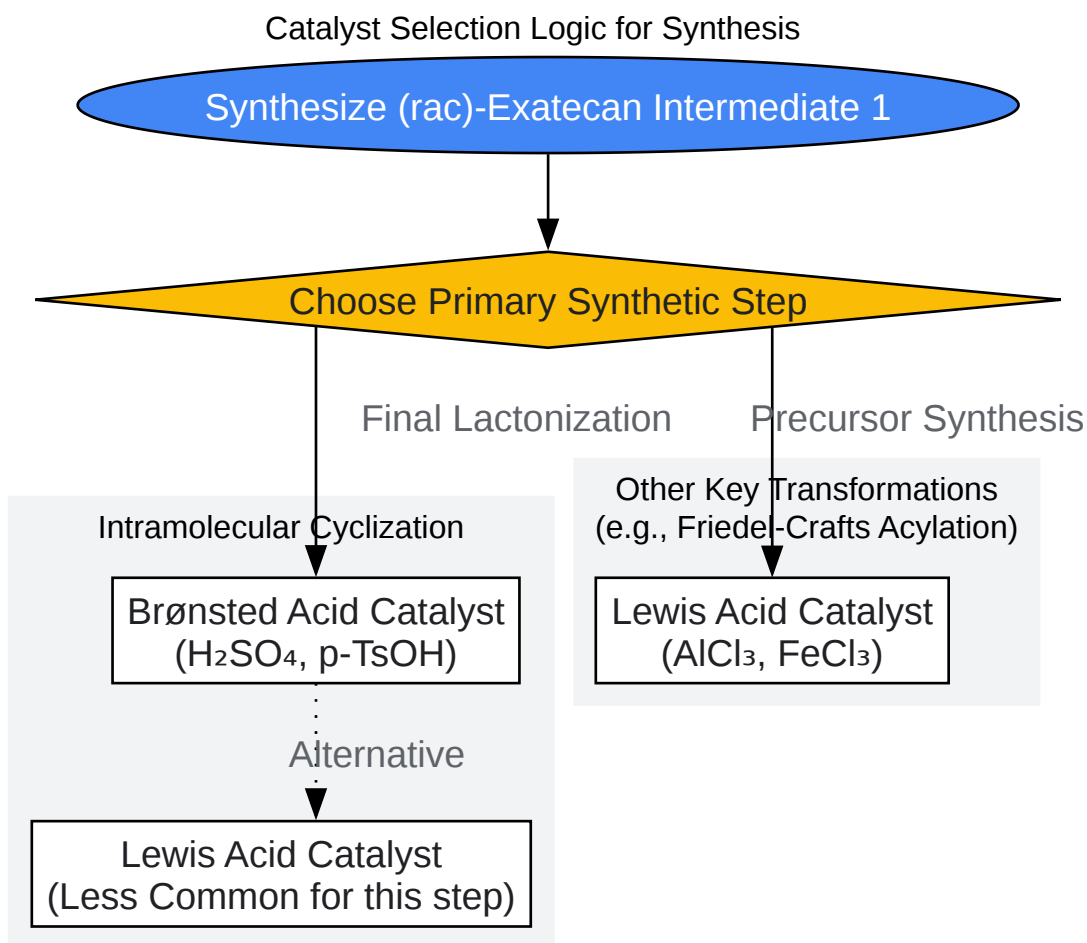 Catalyst Selection Logic for Synthesis
Synthesize (rac)-Exatecan Intermediate 1
Choose Primary Synthetic Step
Final Lactonization
Precursor Synthesis
Intramolecular Cyclization
Brønsted Acid Catalyst
(H₂SO₄, p-TsOH)
Alternative
Lewis Acid Catalyst
(Less Common for this step)
Other Key Transformations
(e.g., Friedel-Crafts Acylation)
Lewis Acid Catalyst
(AlCl₃, FeCl₃)